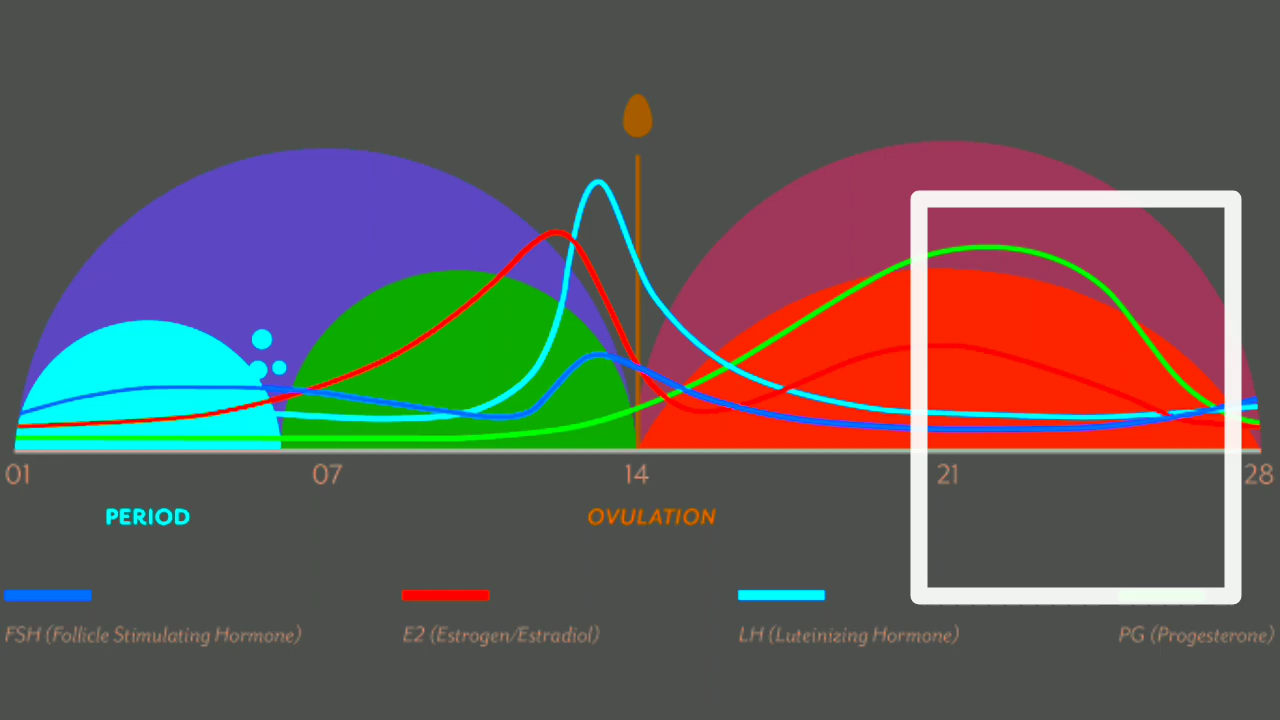 01 07 14 21 28
PERIOD OVULATION
FSH (Follicle Stimulating Hormone) E2 (Estrogen/Estradiol) LH (Luteinizing Hormone) PG (Progesterone)